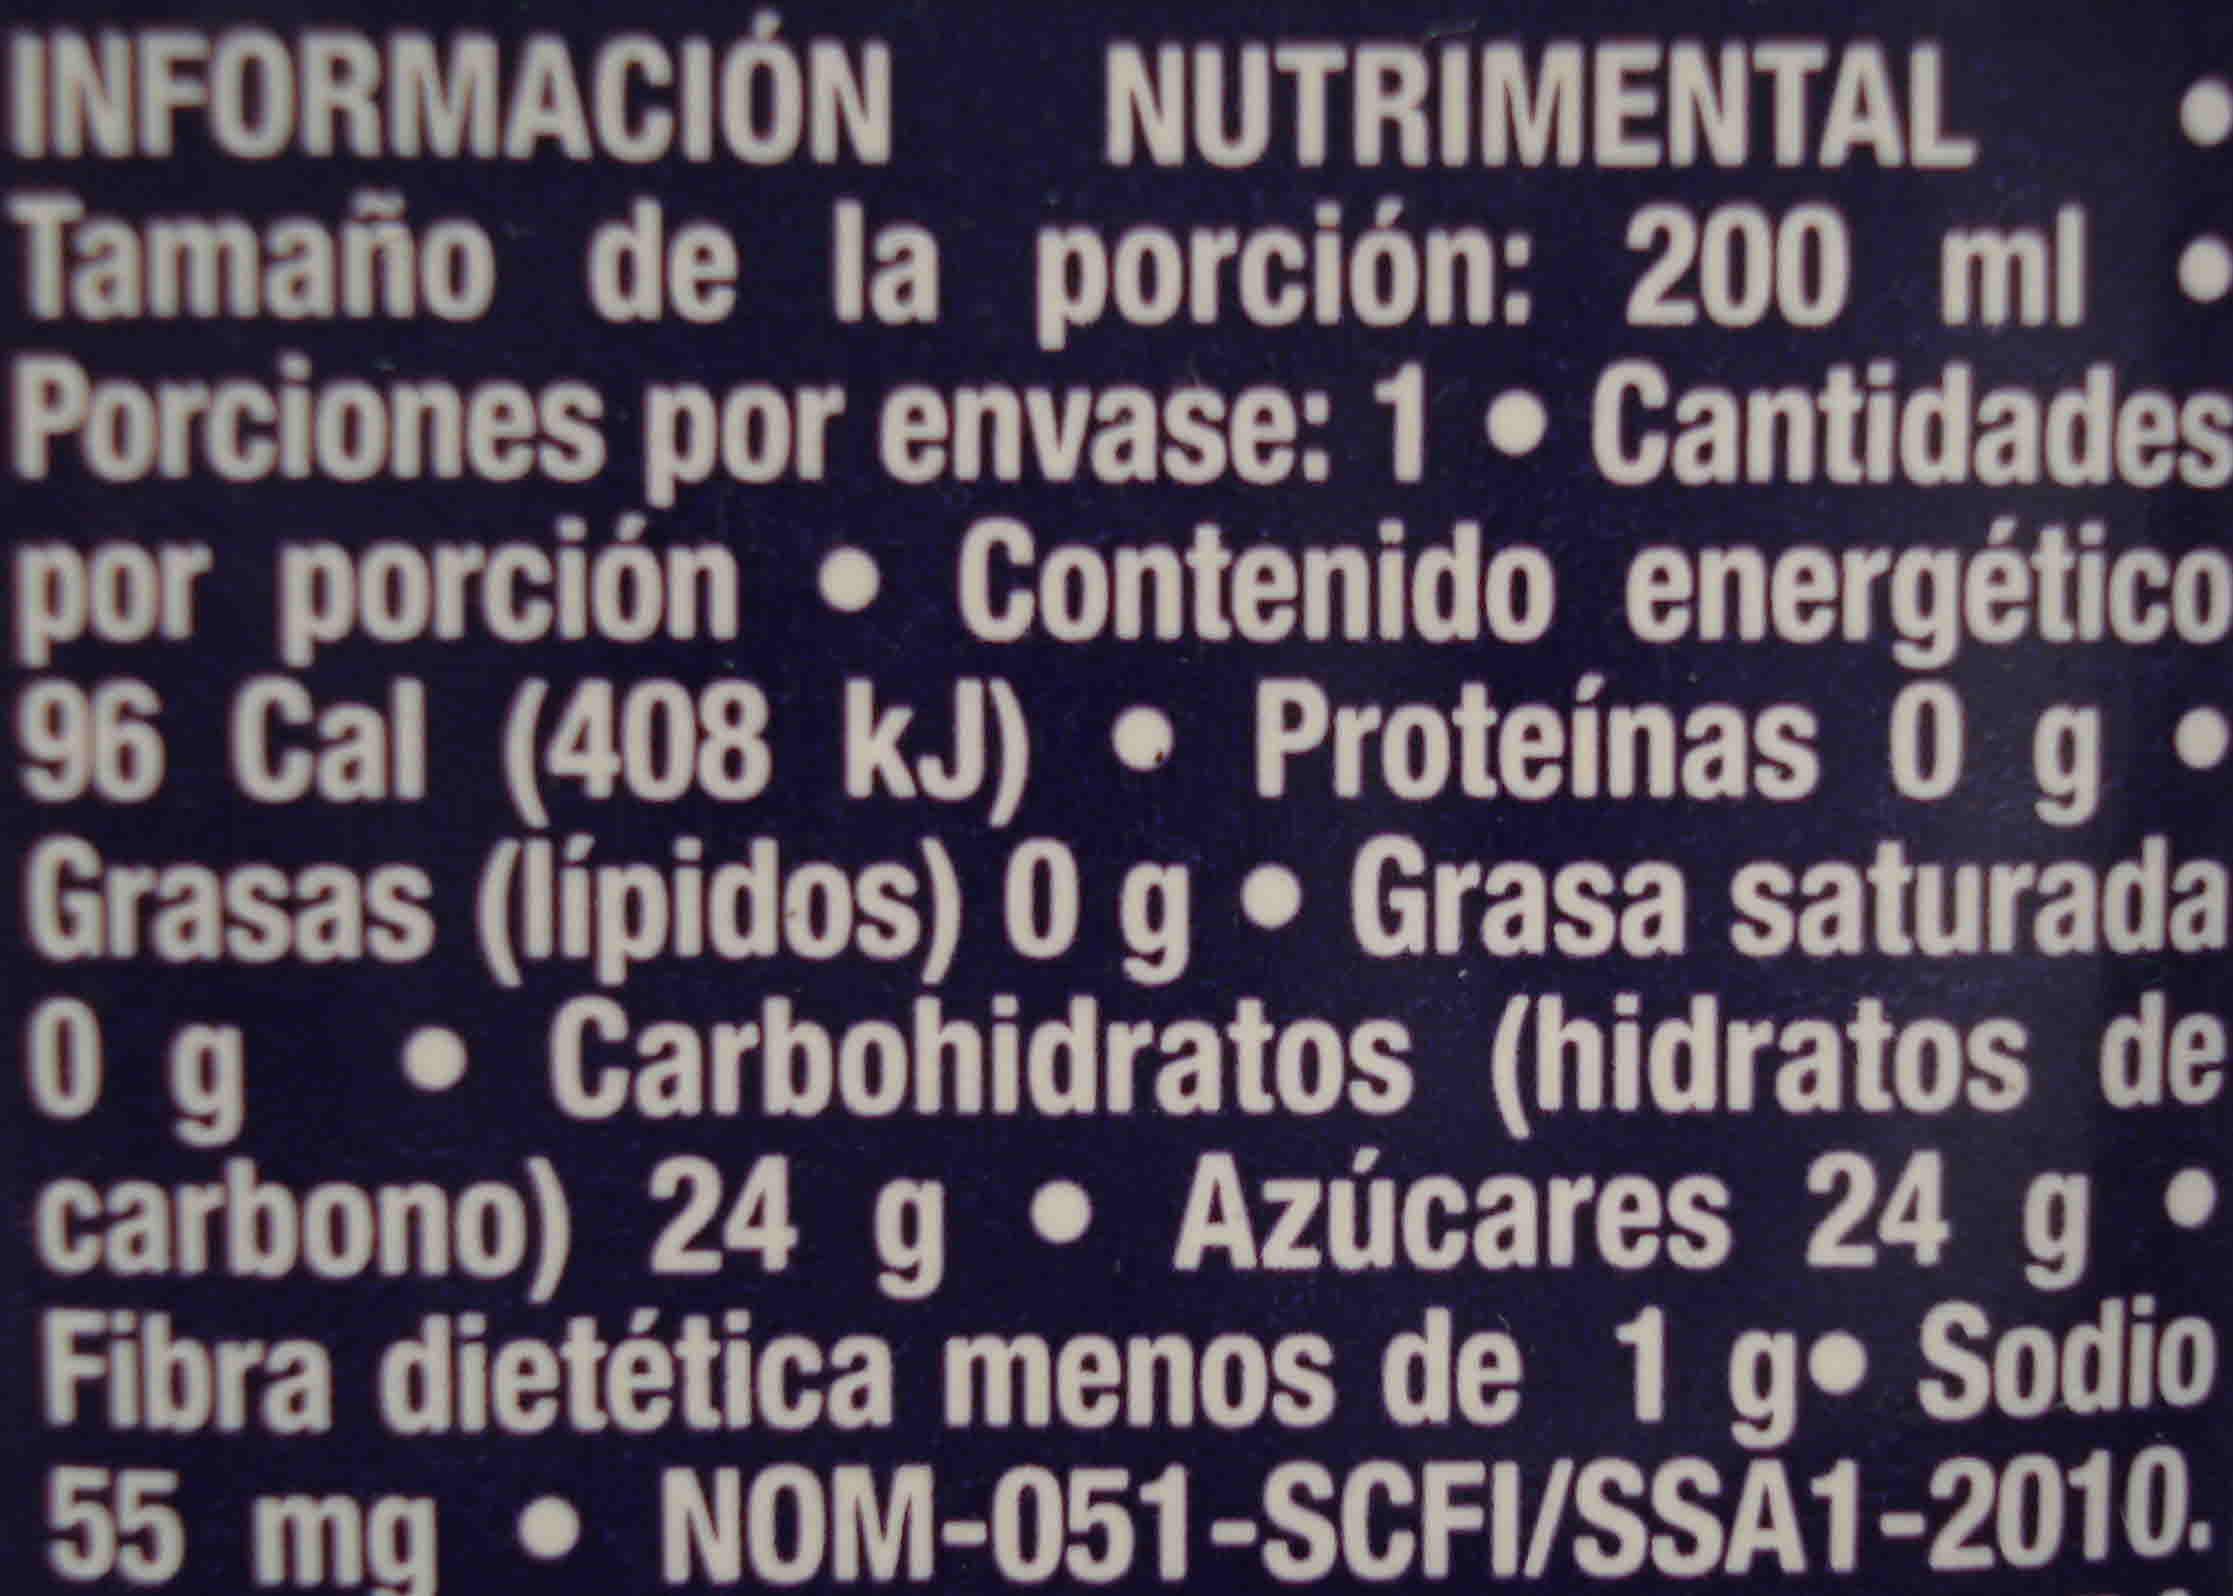 INFORMACIÓN NUTRIMENTAL •
Tamaño de la porción: 200 ml •
Porciones por envase: 1 • Cantidades
por porción • Contenido energético
96 Cal (408 kJ) • Proteínas 0 g •
Grasas (lípidos) 0 g • Grasa saturada
0 g • Carbohidratos (hidratos de
carbono) 24 g • Azúcares 24 g •
Fibra dietética menos de 1 g• Sodio
55 mg • NOM-051-SCFI/SSA1-2010.